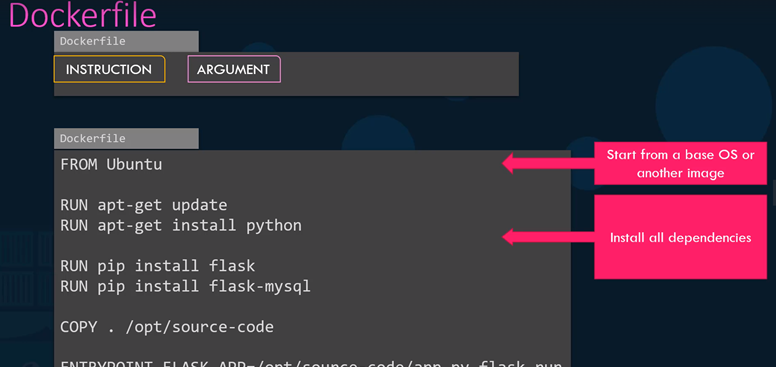 Dockerfile
Dockerfile
INSTRUCTION ARGUMENT
Dockerfile
FROM Ubuntu
Start from a base OS or
another image
RUN apt-get update
RUN apt-get install python
Install all dependencies
RUN pip install flask
RUN pip install flask-mysql
COPY . /opt/source-code
ENTRYPOINT FLASK_APP=/opt/source-code/app.py flask run